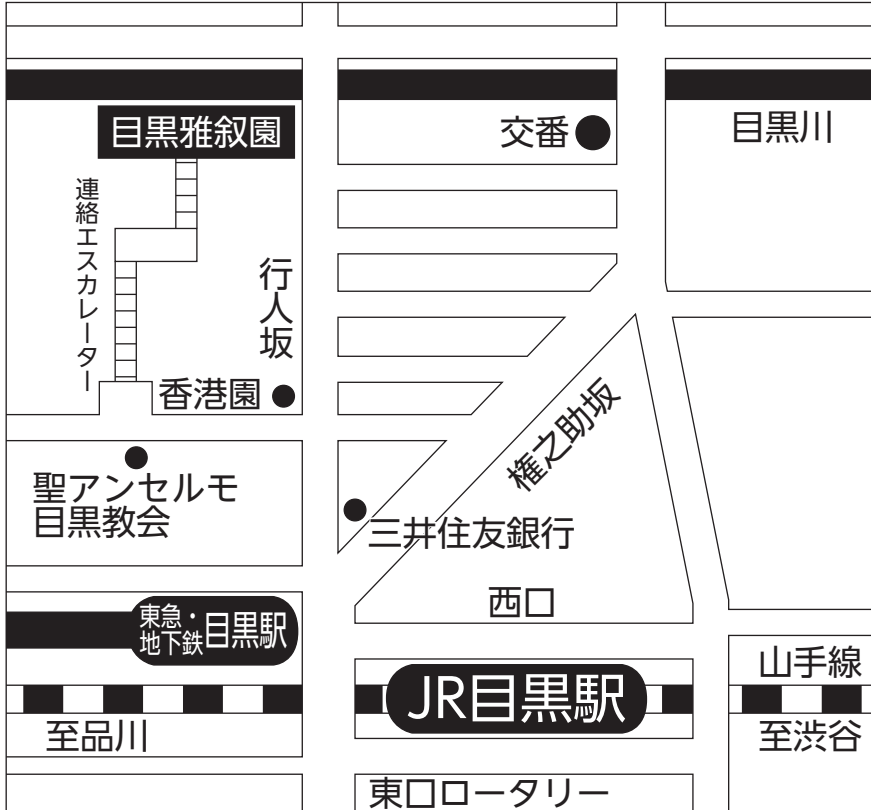 目黒雅叙園
交番
目黒川
連絡エスカレーター
行人坂
香港園
聖アンセルモ
目黒教会
権之助坂
三井住友銀行
西口
東急・
地下鉄
目黒駅
JR目黒駅
山手線
至品川
至渋谷
東口ロータリー